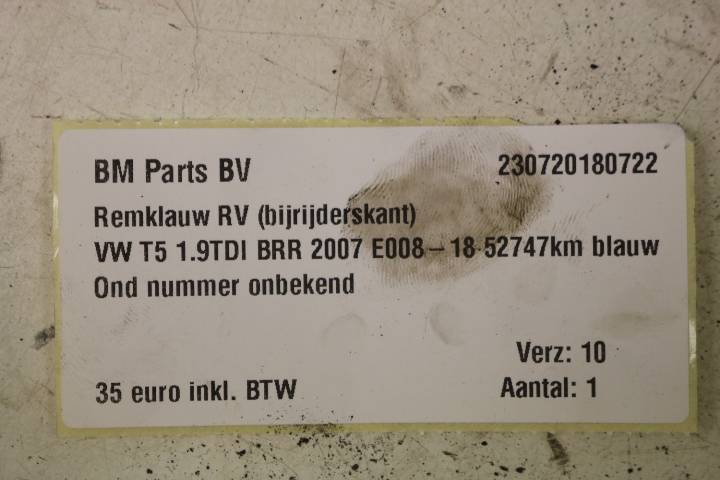 BM Parts BV 230720180722
Remklauw RV (bijrijderskant)
VW T5 1.9TDI BRR 2007 E008-18 52747km blauw
Ond nummer onbekend
Verz: 10
35 euro inkl. BTW Aantal: 1